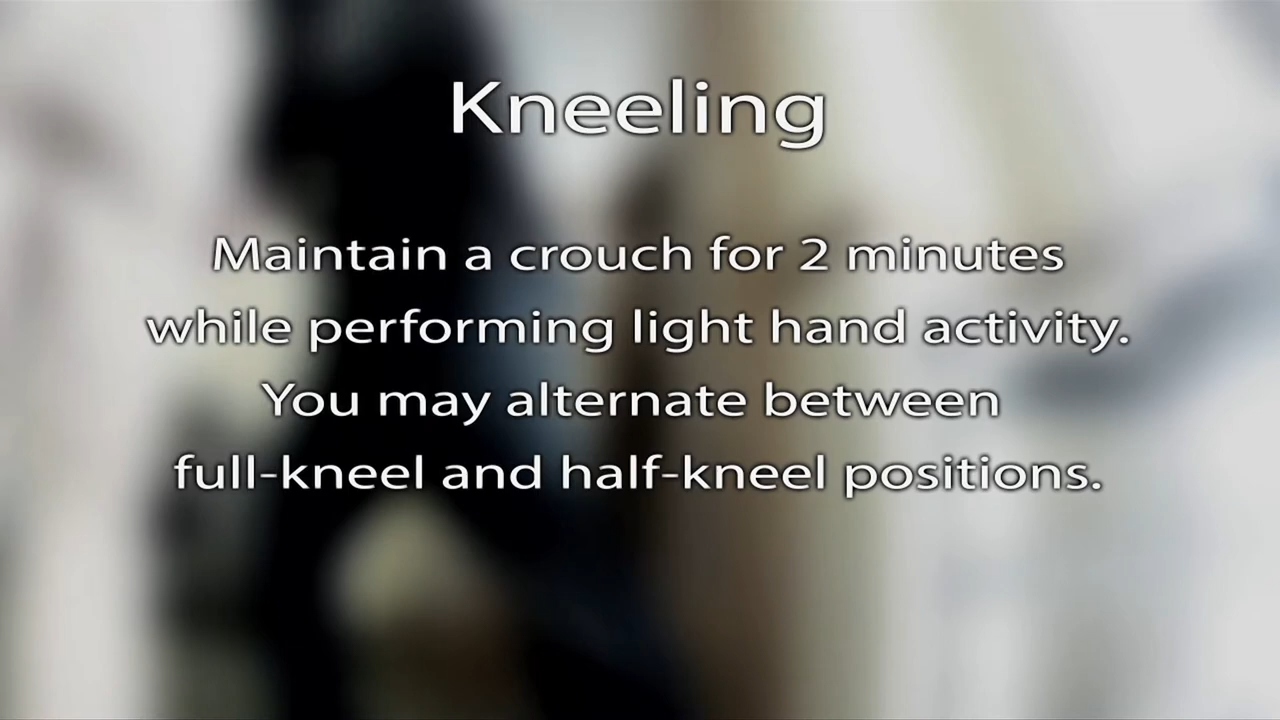 Kneeling
Maintain a crouch for 2 minutes
while performing light hand activity.
You may alternate between
full-kneel and half-kneel positions.